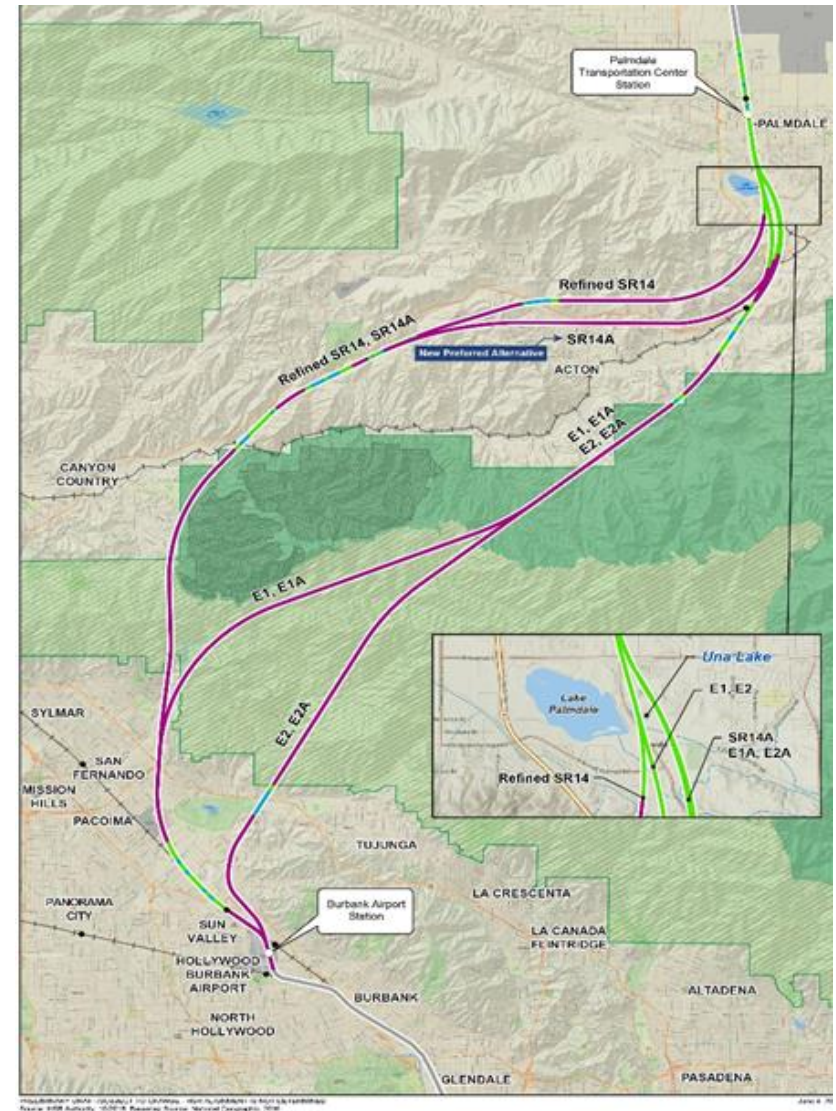 Palmdale
Transportation Center
Station
PALMDALE
Refined SR14
Refined SR14, SR14A
New Preferred Alternative
SR14A
ACTON
E1, E1A
E2, E2A
CANYON
COUNTRY
E1, E1A
E2, E2A
Una Lake
Lake
Palmdale
E1, E2
SR14A,
E1A, E2A
Refined SR14
SYLMAR
SAN
FERNANDO
MISSION
HILLS
PACOIMA
TUJUNGA
PANORAMA
CITY
LA CRESCENTA
Burbank Airport
Station
SUN
VALLEY
LA CANADA
FLINTRIDGE
HOLLYWOOD
BURBANK
AIRPORT
ALTADENA
BURBANK
NORTH
HOLLYWOOD
GLENDALE
PASADENA